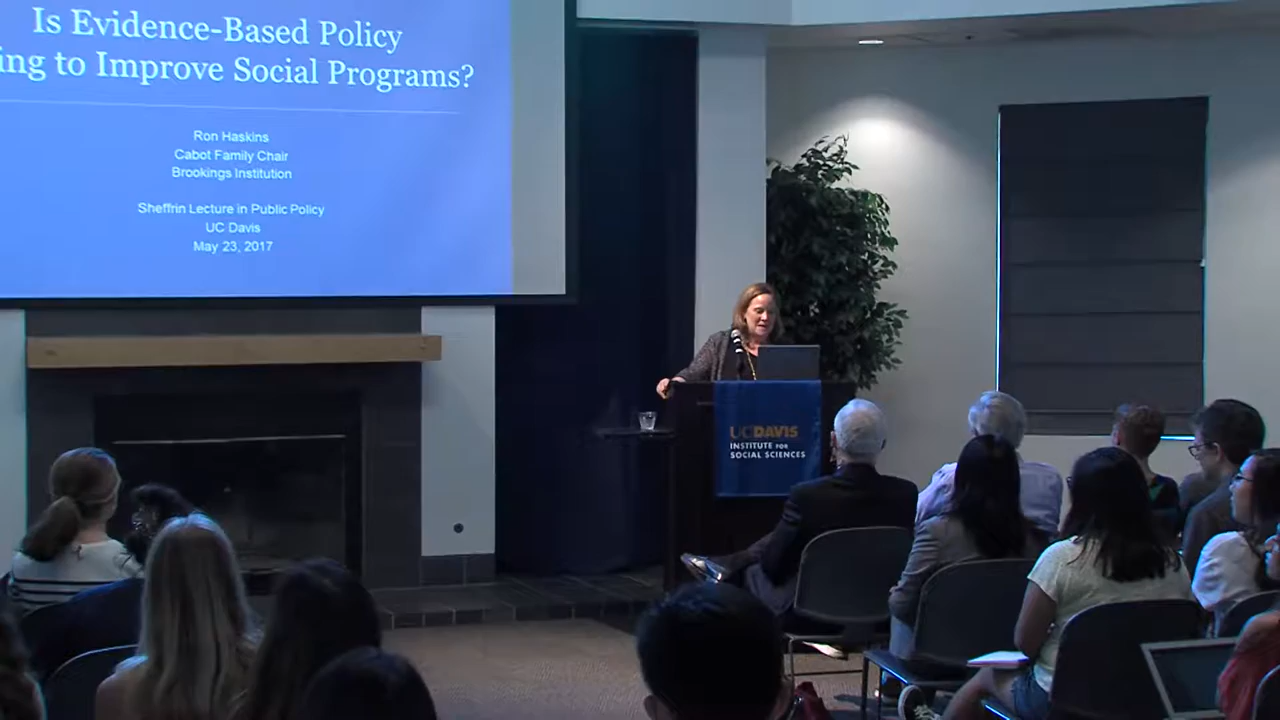 Is Evidence-Based Policy
ing to Improve Social Programs?
Ron Haskins
Cabot Family Chair
Brookings Institution
Sheffrin Lecture in Public Policy
UC Davis
May 23, 2017
UCDAVIS
INSTITUTE FOR
SOCIAL SCIENCES